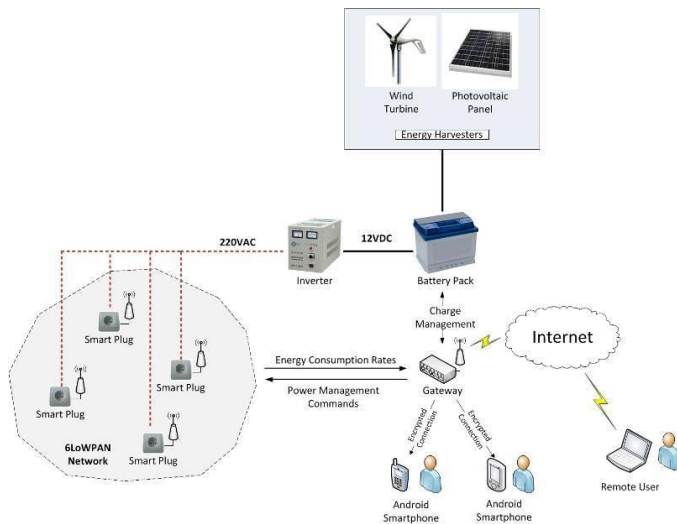 Wind
Turbine
Photovoltaic
Panel
Energy Harvesters
220VAC
12VDC
Inverter
Battery Pack
Charge
Management
Internet
Smart Plug
Smart Plug
Smart Plug
Smart Plug
6LoWPAN
Network
Energy Consumption Rates
Power Management
Commands
Gateway
Encrypted
Connection
Encrypted
Connection
Android
Smartphone
Android
Smartphone
Remote User